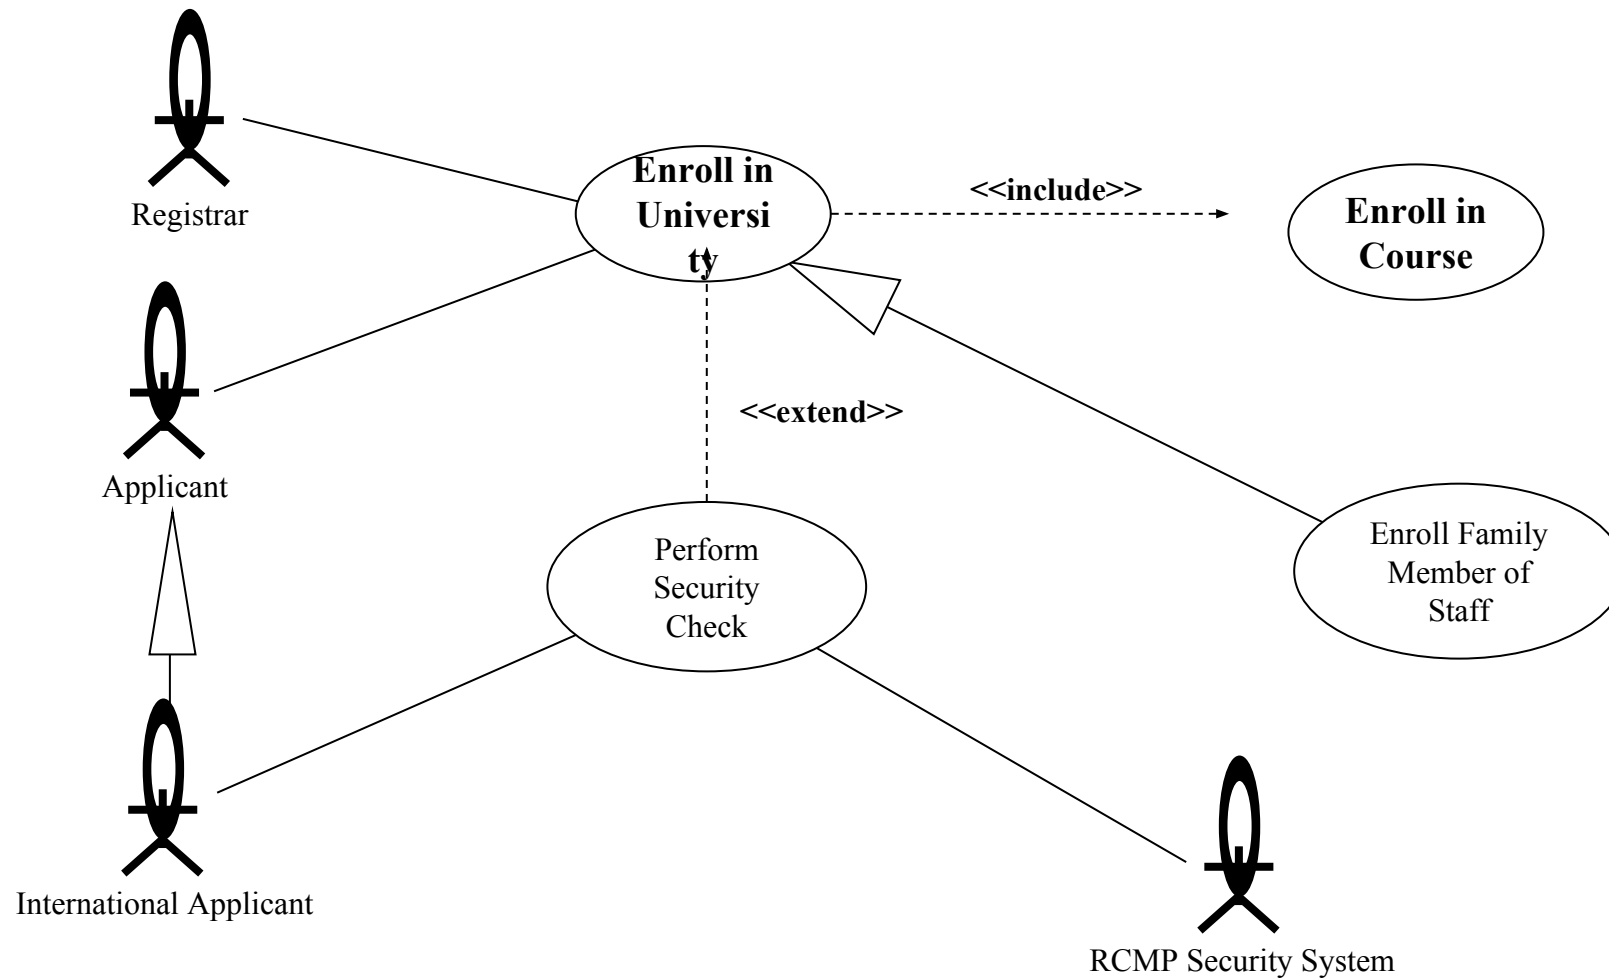 Registrar
Enroll in
Universi
ty
<<include>>
Enroll in
Course
Applicant
<<extend>>
Perform
Security
Check
Enroll Family
Member of
Staff
International Applicant
RCMP Security System